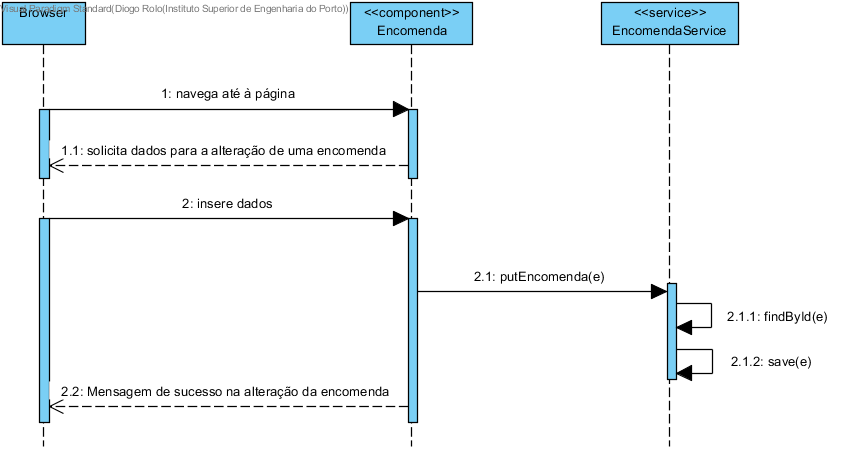 Visual Paradigm Standard(Diogo Rolo(Instituto Superior de Engenharia do Porto))
Browser
<<component>>
Encomenda
<<service>>
EncomendaService
1: navega até à página
1.1: solicita dados para a alteração de uma encomenda
2: insere dados
2.1: putEncomenda(e)
2.1.1: findById(e)
2.1.2: save(e)
2.2: Mensagem de sucesso na alteração da encomenda